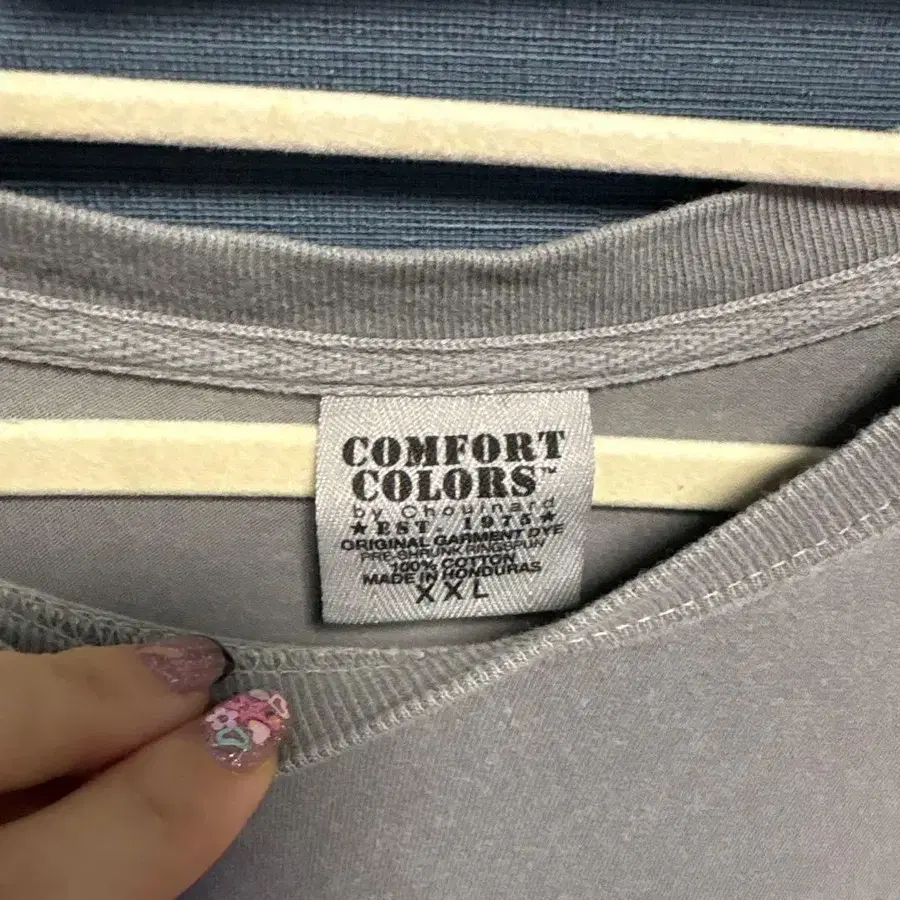 COMFORT
COLORS™
by Chouinard
★ EST. 1975 ★
ORIGINAL GARMENT DYE
PRE-SHRUNK RINGSPUN
100% COTTON
MADE IN HONDURAS
XXL